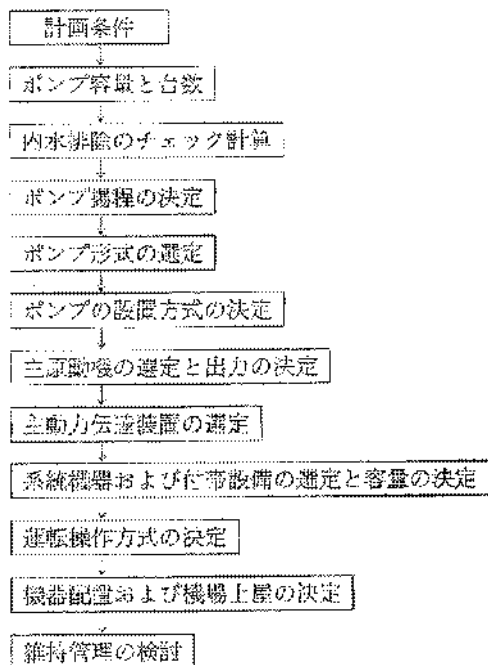 計画条件
ポンプ容量と台数
内水排除のチェック計算
ポンプ揚程の決定
ポンプ形式の選定
ポンプの設置方式の決定
主原動機の選定と出力の決定
主動力伝達装置の選定
系統機器および付帯設備の選定と容量の決定
運転操作方式の決定
機器配置および機場上屋の決定
維持管理の検討